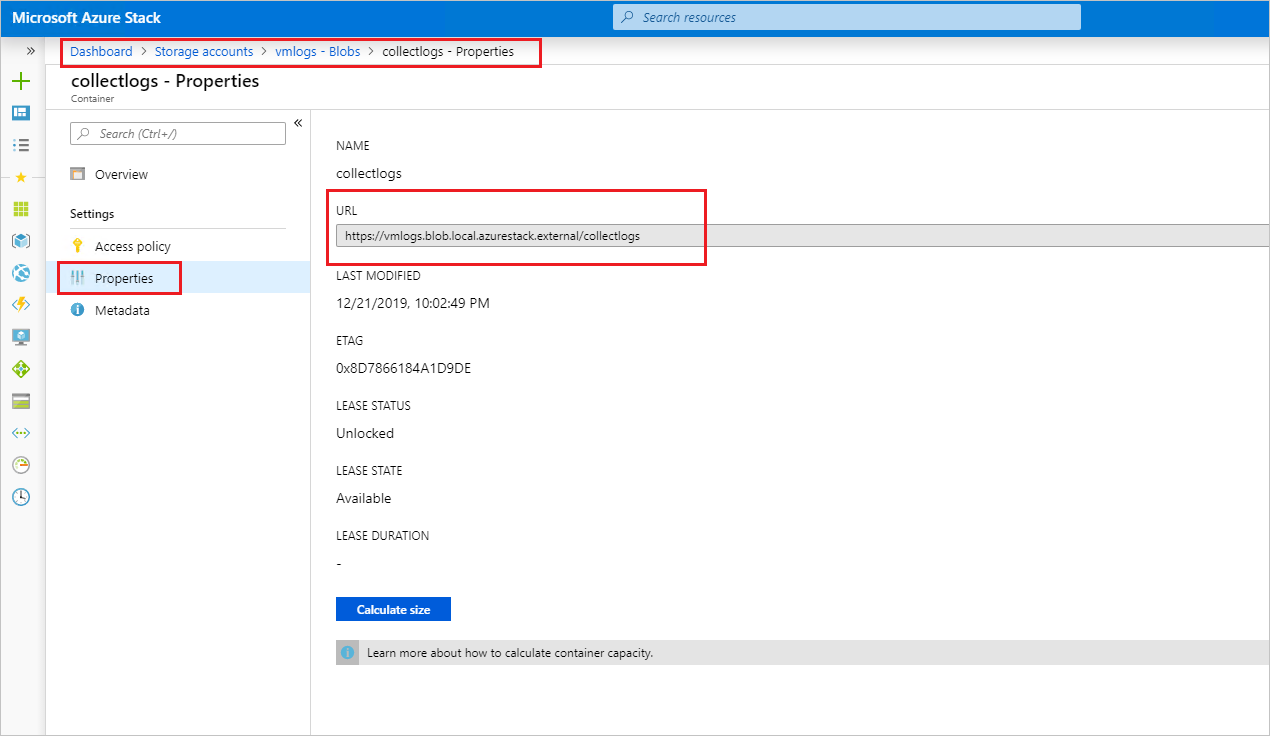 Microsoft Azure Stack
Search resources
»
Dashboard > Storage accounts > vmlogs - Blobs > collectlogs - Properties
collectlogs - Properties
Container
«
Search (Ctrl+/)
Overview
Settings
Access policy
Properties
Metadata
NAME
collectlogs
URL
https://vmlogs.blob.local.azurestack.external/collectlogs
LAST MODIFIED
12/21/2019, 10:02:49 PM
ETAG
0x8D7866184A1D9DE
LEASE STATUS
Unlocked
LEASE STATE
Available
LEASE DURATION
-
Calculate size
Learn more about how to calculate container capacity.